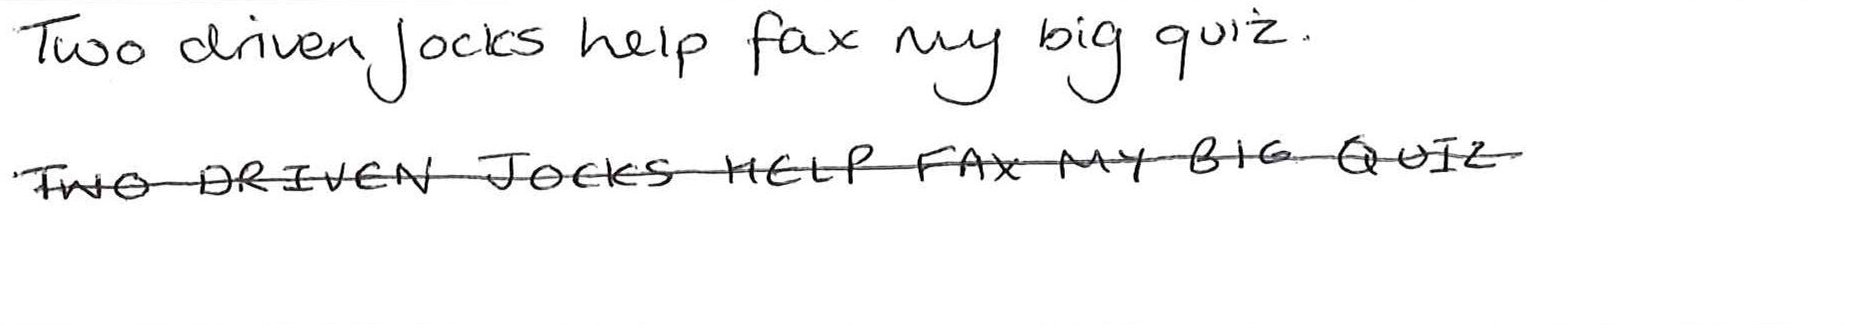 Two driven jocks help fax my big quiz.
TWO DRIVEN JOCKS HELP FAX MY BIG QUIZ